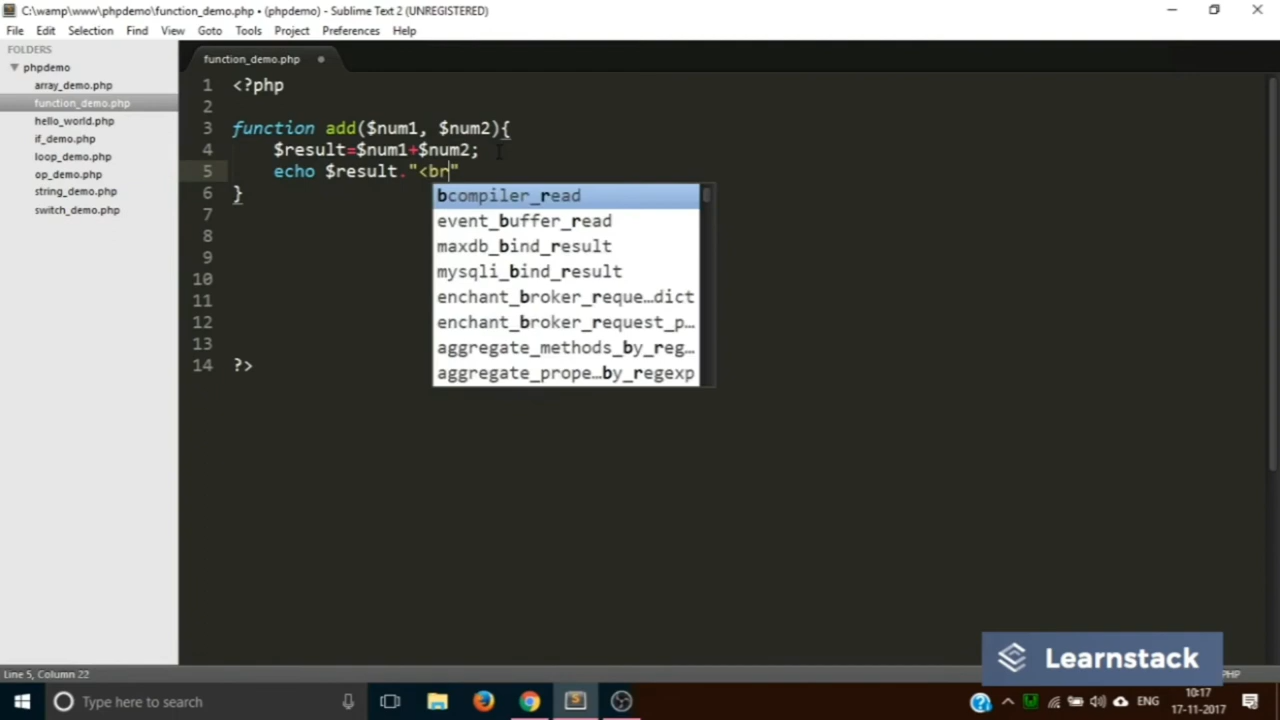 C:\wamp\www\phpdemo\function_demo.php • (phpdemo) - Sublime Text 2 (UNREGISTERED)
File Edit Selection Find View Goto Tools Project Preferences Help
FOLDERS
phpdemo
array_demo.php
function_demo.php
hello_world.php
if_demo.php
loop_demo.php
op_demo.php
string_demo.php
switch_demo.php
function_demo.php
1 <?php
2
3 function add($num1, $num2){
4 $result=$num1+$num2;
5 echo $result."<br"
6 }
7
8
9
10
11
12
13
14 ?>
bcompiler_read
event_buffer_read
maxdb_bind_result
mysqli_bind_result
enchant_broker_reque…dict
enchant_broker_request_p…
aggregate_methods_by_reg…
aggregate_prope…by_regexp
Learnstack
Line 5, Column 22
PHP
Type here to search
ENG
10:17
17-11-2017